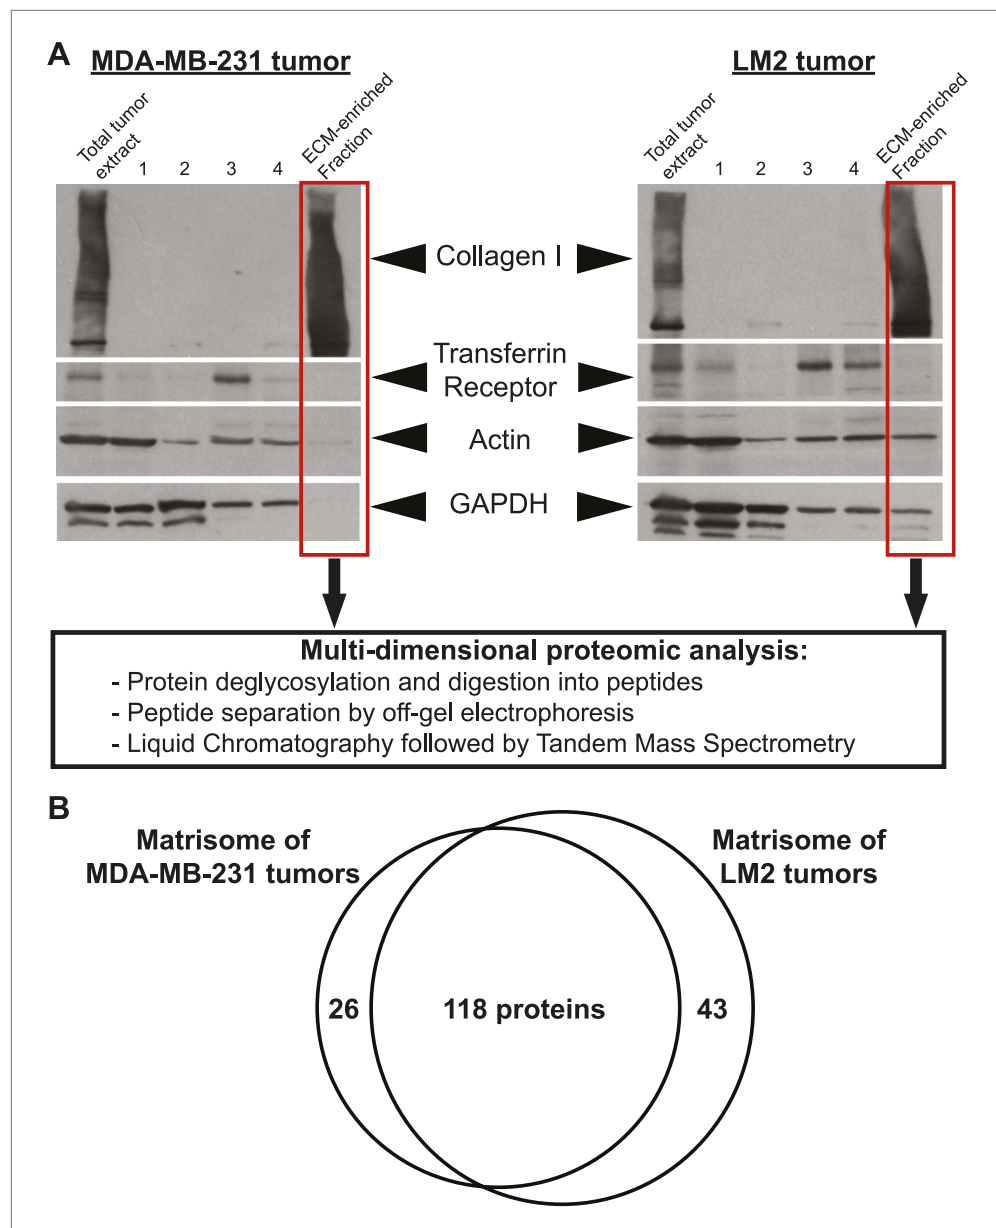 A
MDA-MB-231 tumor
LM2 tumor
Total tumor
extract
1
2
3
4
ECM-enriched
Fraction
Total tumor
extract
1
2
3
4
ECM-enriched
Fraction
Collagen I
Transferrin
Receptor
Actin
GAPDH
Multi-dimensional proteomic analysis:
- Protein deglycosylation and digestion into peptides
- Peptide separation by off-gel electrophoresis
- Liquid Chromatography followed by Tandem Mass Spectrometry
B
Matrisome of
MDA-MB-231 tumors
Matrisome of
LM2 tumors
26
118 proteins
43